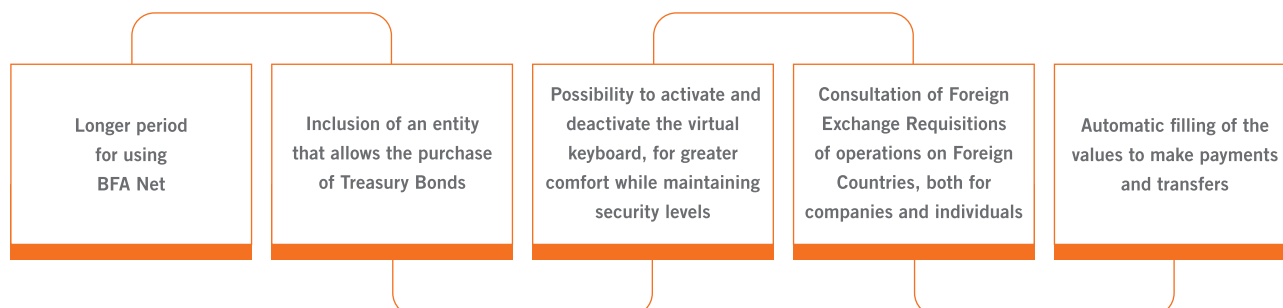 Longer period
for using
BFA Net
Inclusion of an entity
that allows the purchase
of Treasury Bonds
Possibility to activate and
deactivate the virtual
keyboard, for greater
comfort while maintaining
security levels
Consultation of Foreign
Exchange Requisitions
of operations on Foreign
Countries, both for
companies and individuals
Automatic filling of the
values to make payments
and transfers